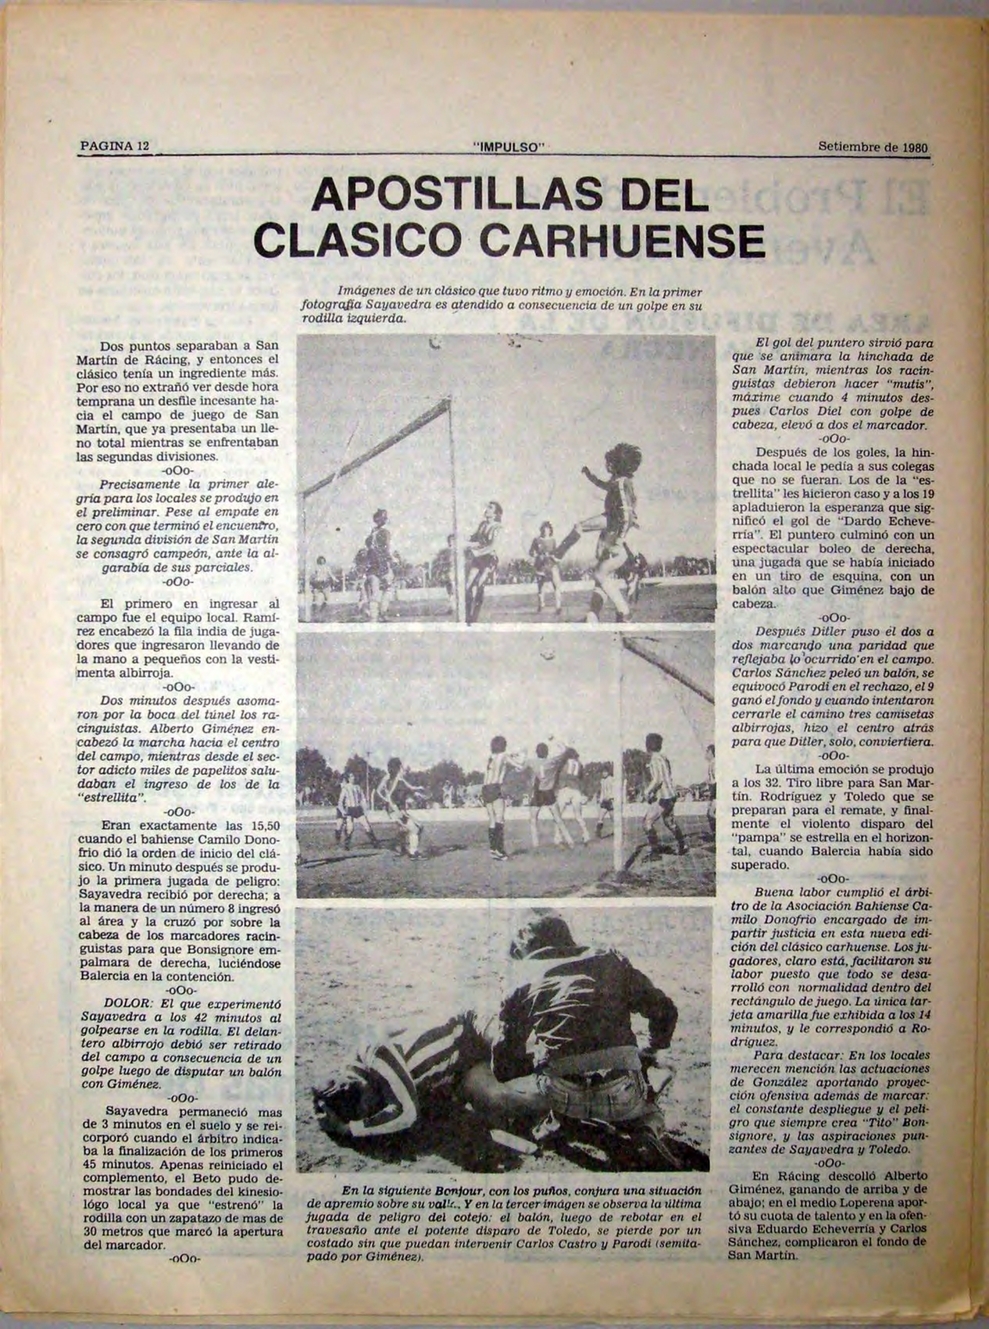 PAGINA 12
"IMPULSO"
Setiembre de 1980
APOSTILLAS DEL
CLASICO CARHUENSE
Imágenes de un clásico que tuvo ritmo y emoción. En la primer
fotografía Sayavedra es atendido a consecuencia de un golpe en su
rodilla izquierda.
Dos puntos separaban a San
Martín de Rácing, y entonces el
clásico tenía un ingrediente más.
Por eso no extrañó ver desde hora
temprana un desfile incesante ha-
cia el campo de juego de San
Martín, que ya presentaba un lle-
no total mientras se enfrentaban
las segundas divisiones.
-oOo-
Precisamente la primer ale-
gría para los locales se produjo en
el preliminar. Pese al empate en
cero con que terminó el encuentro,
la segunda división de San Martín
se consagró campeón, ante la al-
garabía de sus parciales.
-oOo-
El primero en ingresar al
campo fue el equipo local. Ramí-
rez encabezó la fila india de juga-
dores que ingresaron llevando de
la mano a pequeños con la vesti-
menta albirroja.
-oOo-
Dos minutos después asoma-
ron por la boca del túnel los ra-
cinguistas. Alberto Giménez en-
cabezó la marcha hacia el centro
del campo, mientras desde el sec-
tor adicto miles de papelitos salu-
daban el ingreso de los de la
"estrellita".
-oOo-
Eran exactamente las 15,50
cuando el bahiense Camilo Dono-
frio dió la orden de inicio del clá-
sico. Un minuto después se produ-
jo la primera jugada de peligro:
Sayavedra recibió por derecha; a
la manera de un número 8 ingresó
al área y la cruzó por sobre la
cabeza de los marcadores racin-
guistas para que Bonsignore em-
palmara de derecha, luciéndose
Balercia en la contención.
-oOo-
DOLOR: El que experimentó
Sayavedra a los 42 minutos al
golpearse en la rodilla. El delan-
tero albirrojo debió ser retirado
del campo a consecuencia de un
golpe luego de disputar un balón
con Giménez.
-oOo-
Sayavedra permaneció mas
de 3 minutos en el suelo y se rei-
corporó cuando el árbitro indica-
ba la finalización de los primeros
45 minutos. Apenas reiniciado el
complemento, el Beto pudo de-
mostrar las bondades del kinesio-
lógo local ya que "estrenó" la
rodilla con un zapatazo de mas de
30 metros que marcó la apertura
del marcador.
-oOo-
En la siguiente Bonjour, con los puños, conjura una situación
de apremio sobre su Y en la tercer imágen se observa la última
jugada de peligro del cotejo: el balón, luego de rebotar en el
travesaño ante el potente disparo de Toledo, se pierde por un
costado sin que puedan intervenir Carlos Castro y Parodi (semita-
pado por Giménez).
El gol del puntero sirvió para
que se animara la hinchada de
San Martín, mientras los racin-
guistas debieron hacer "mutis",
máxime cuando 4 minutos des-
pues Carlos Diel con golpe de
cabeza, elevó a dos el marcador.
-oOo-
Después de los goles, la hin-
chada local le pedía a sus colegas
que no se fueran. Los de la "es-
trellita" les hicieron caso y a los 19
apladuieron la esperanza que sig-
nificó el gol de "Dardo Echeve-
rría". El puntero culminó con un
espectacular boleo de derecha,
una jugada que se había iniciado
en un tiro de esquina, con un
balón alto que Giménez bajo de
cabeza.
-oOo-
Después Ditler puso el dos a
dos marcando una paridad que
reflejaba lo ocurrido en el campo.
Carlos Sánchez peleó un balón, se
equivocó Parodi en el rechazo, el 9
ganó el fondo y cuando intentaron
cerrarle el camino tres camisetas
albirrojas, hizo el centro atrás
para que Ditler, solo, conviertiera.
-oOo-
La última emoción se produjo
a los 32. Tiro libre para San Mar-
tín. Rodríguez y Toledo que se
preparan para el remate, y final-
mente el violento disparo del
"pampa" se estrella en el horizon-
tal, cuando Balercia había sido
superado.
-oOo-
Buena labor cumplió el árbi-
tro de la Asociación Bahiense Ca-
milo Donofrio encargado de im-
partir justicia en esta nueva edi-
ción del clásico carhuense. Los ju-
gadores, claro está, facilitaron su
labor puesto que todo se desa-
rrolló con normalidad dentro del
rectángulo de juego. La única tar-
jeta amarilla fue exhibida a los 14
minutos, y le correspondió a Ro-
dríguez.
Para destacar: En los locales
merecen mención las actuaciones
de González aportando proyec-
ción ofensiva además de marcar:
el constante despliegue y el peli-
gro que siempre crea "Tito" Bon-
signore, y las aspiraciones pun-
zantes de Sayavedra y Toledo.
-oOo-
En Rácing descolló Alberto
Giménez, ganando de arriba y de
abajo; en el medio Loperena apor-
tó su cuota de talento y en la ofen-
siva Eduardo Echeverría y Carlos
Sánchez, complicaron el fondo de
San Martín.